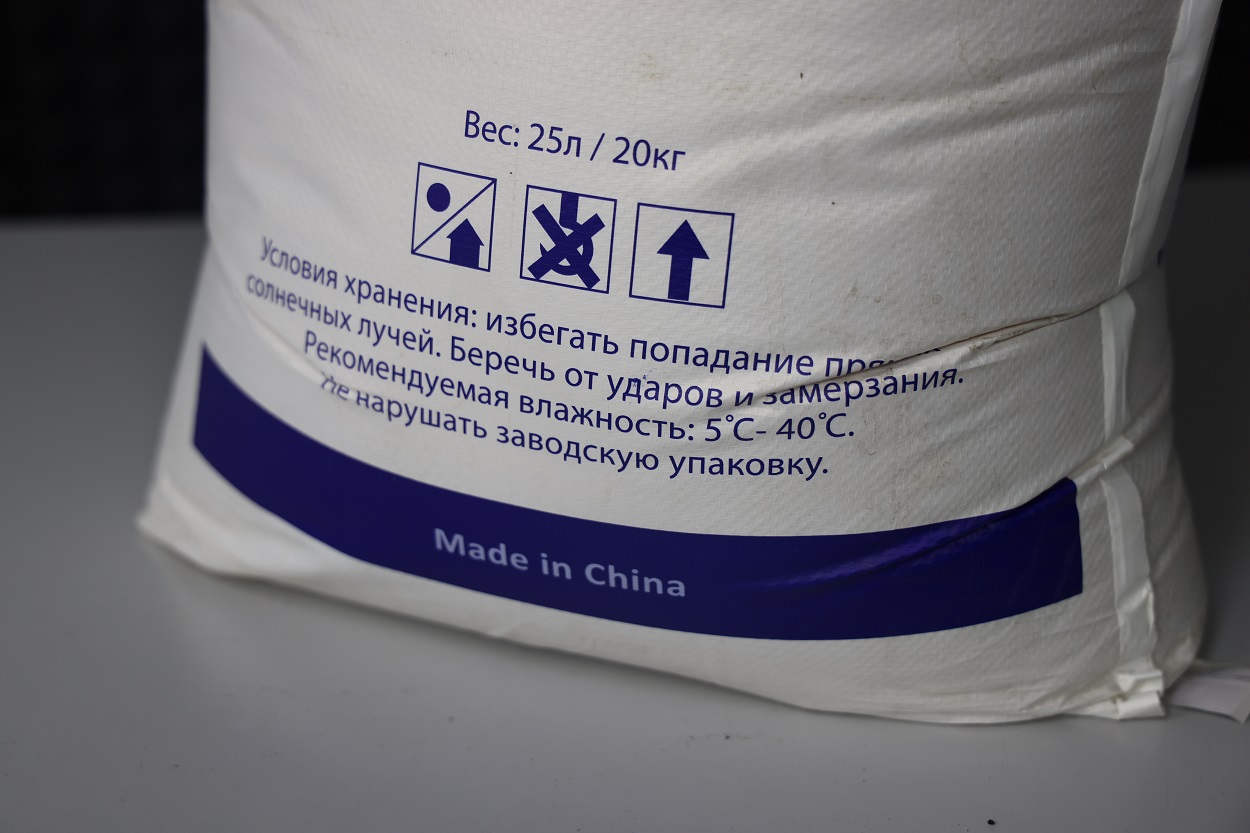 Вес: 25л / 20кг
Условия хранения: избегать попадание
солнечных лучей. Беречь от ударов и замерзания.
Рекомендуемая влажность: 5˚С- 40˚С.
Не нарушать заводскую упаковку.
Made in China